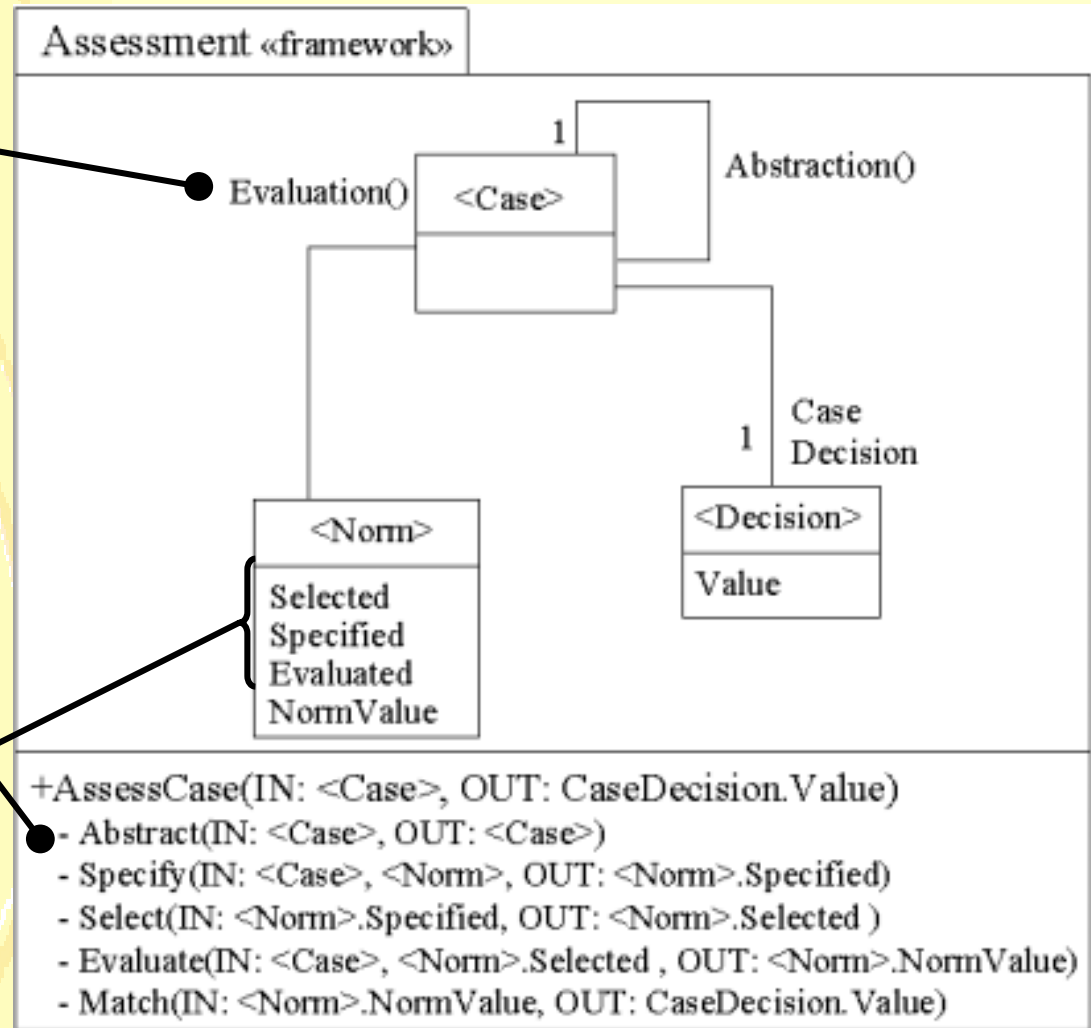 Assessment «framework»
1
Abstraction()
Evaluation()
<Case>
Case
1
Decision
<Norm>
<Decision>
Selected
Specified
Evaluated
NormValue
Value
+AssessCase(IN: <Case>, OUT: CaseDecision.Value)
- Abstract(IN: <Case>, OUT: <Case>)
- Specify(IN: <Case>, <Norm>, OUT: <Norm>.Specified)
- Select(IN: <Norm>.Specified, OUT: <Norm>.Selected )
- Evaluate(IN: <Case>, <Norm>.Selected , OUT: <Norm>.NormValue)
- Match(IN: <Norm>.NormValue, OUT: CaseDecision.Value)